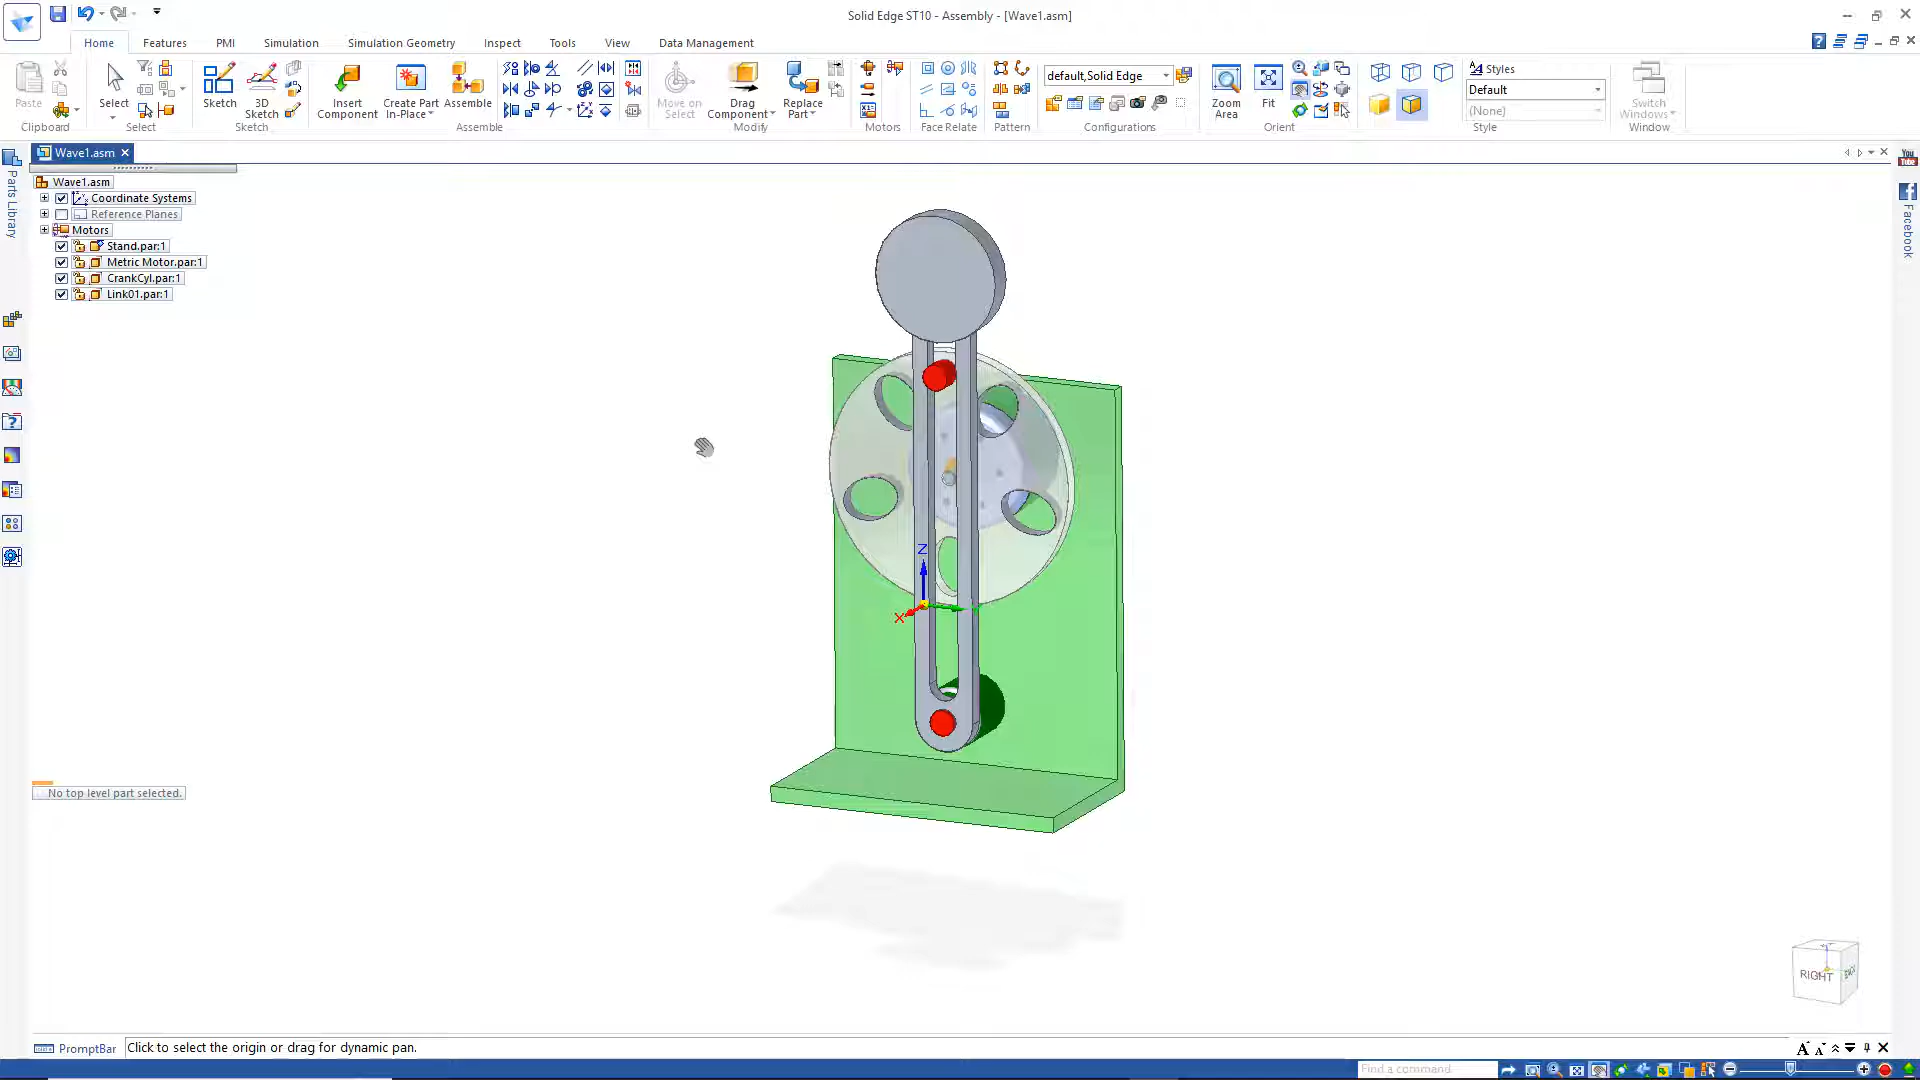 Solid Edge ST10 - Assembly - [Wave1.asm]
Home Features PMI Simulation Simulation Geometry Inspect Tools View Data Management
Paste
Clipboard
Select
Select
Sketch
3D Sketch
Sketch
Insert Component
Create Part In-Place
Assemble
Assemble
Move on Select
Drag Component
Replace Part
Modify
Motors
Face Relate
Pattern
default,Solid Edge
Configurations
Zoom Area
Fit
Orient
Styles
Default
(None)
Style
Switch Windows
Window
Wave1.asm
Parts Library
Wave1.asm
Coordinate Systems
Reference Planes
Motors
Stand.par:1
Metric Motor.par:1
CrankCyl.par:1
Link01.par:1
You Tube
Facebook
Z
X
No top level part selected.
RIGHT
BACK
PromptBar
Click to select the origin or drag for dynamic pan.
Find a command